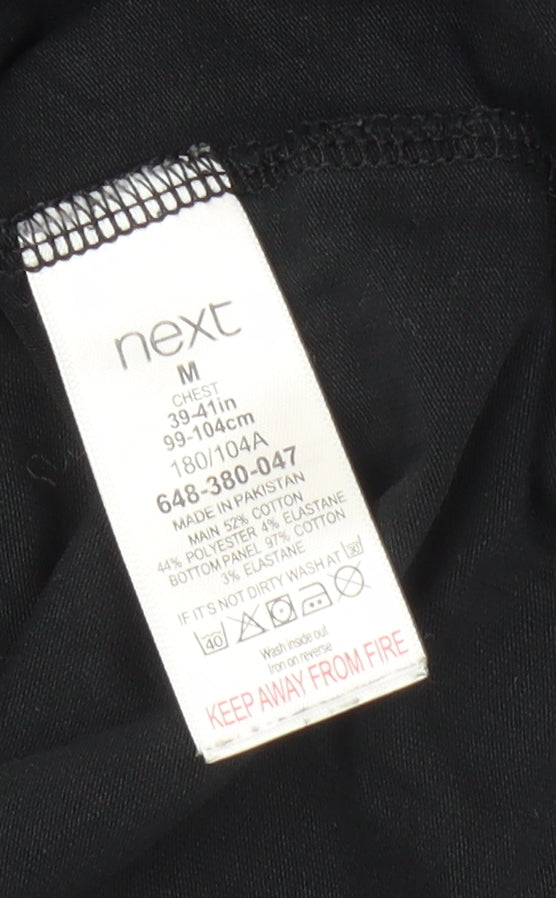 next
M
CHEST
39-41in
99-104cm
180/104A
648-380-047
MADE IN PAKISTAN
MAIN 52% COTTON
44% POLYESTER 4% ELASTANE
BOTTOM PANEL 97% COTTON
3% ELASTANE
IF IT'S NOT DIRTY WASH AT 30
40
Wash inside out
Iron on reverse
KEEP AWAY FROM FIRE